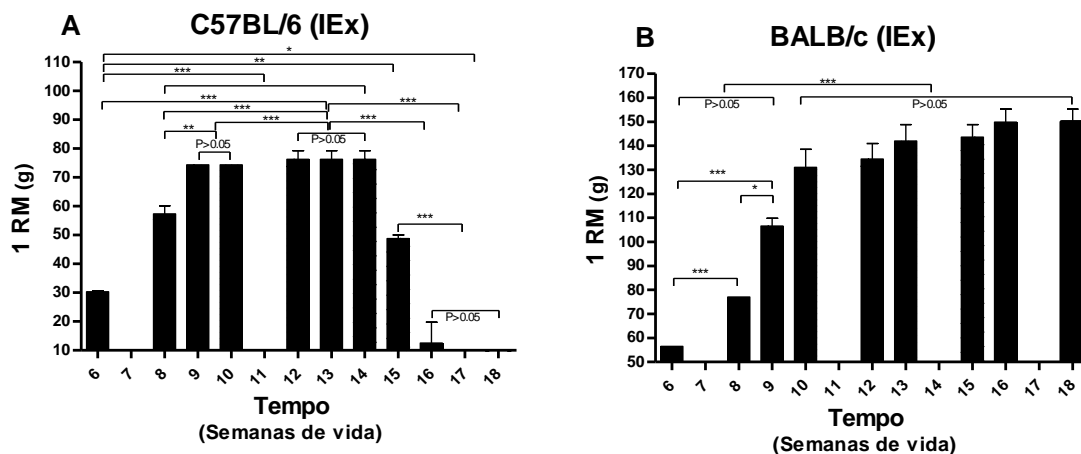 A
C57BL/6 (IEx)
*
**
***
***
***
***
***
***
***
**
P>0.05
P>0.05
***
P>0.05
110
100
90
80
70
60
50
40
30
20
10
1 RM (g)
6 7 8 9 10 11 12 13 14 15 16 17 18
Tempo
(Semanas de vida)
B
BALB/c (IEx)
***
P>0.05
P>0.05
***
*
***
170
160
150
140
130
120
110
100
90
80
70
60
50
1 RM (g)
6 7 8 9 10 11 12 13 14 15 16 17 18
Tempo
(Semanas de vida)